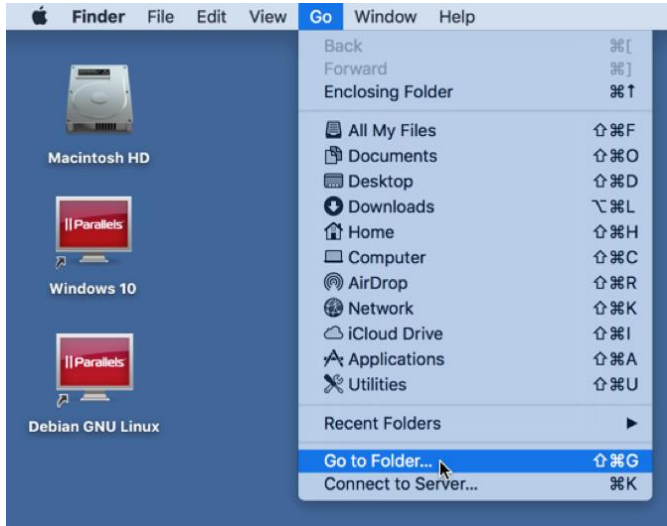 Finder File Edit View Go Window Help
Back ⌘[
Forward ⌘]
Enclosing Folder ⌘↑
All My Files ⇧⌘F
Documents ⇧⌘O
Desktop ⇧⌘D
Downloads ⌥⌘L
Home ⇧⌘H
Computer ⇧⌘C
AirDrop ⇧⌘R
Network ⇧⌘K
iCloud Drive ⇧⌘I
Applications ⇧⌘A
Utilities ⇧⌘U
Recent Folders
Go to Folder... ⇧⌘G
Connect to Server... ⌘K
Macintosh HD
|| Parallels
Windows 10
|| Parallels
Debian GNU Linux